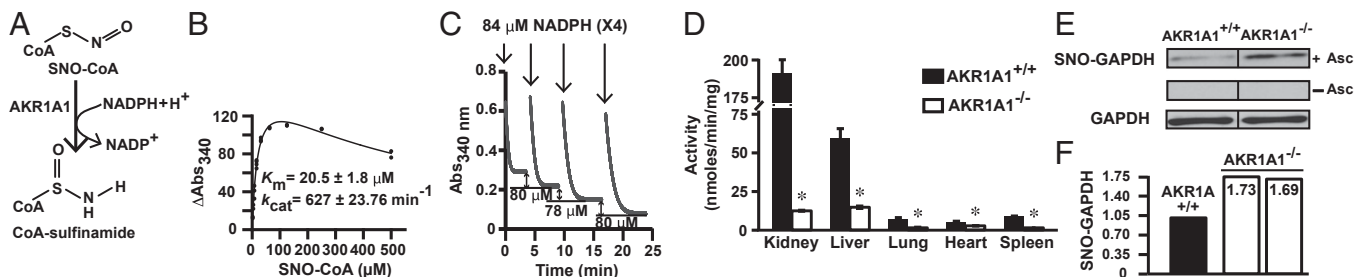 A
S
N
O
CoA
SNO-CoA
AKR1A1
NADPH+H+
NADP+
O
S
N
H
H
CoA
CoA-sulfinamide
B
ΔAbs340
120
100
80
60
40
20
0
Km= 20.5 ± 1.8 µM
kcat= 627 ± 23.76 min-1
0 100 200 300 400 500
SNO-CoA (µM)
C
84 µM NADPH (X4)
Abs340 nm
0.8
0.6
0.4
0.2
0
80 µM
78 µM
80 µM
0 5 10 15 20 25
Time (min)
D
Activity
(nmoles/min/mg)
200
150
75
50
25
0
AKR1A1+/+
AKR1A1-/-
* * * * *
Kidney Liver Lung Heart Spleen
E
AKR1A1+/+ AKR1A1-/-
SNO-GAPDH
+ Asc
– Asc
GAPDH
F
SNO-GAPDH
1.75
1.40
1.05
0.70
0.35
0
AKR1A
+/+
AKR1A1-/-
1.73
1.69